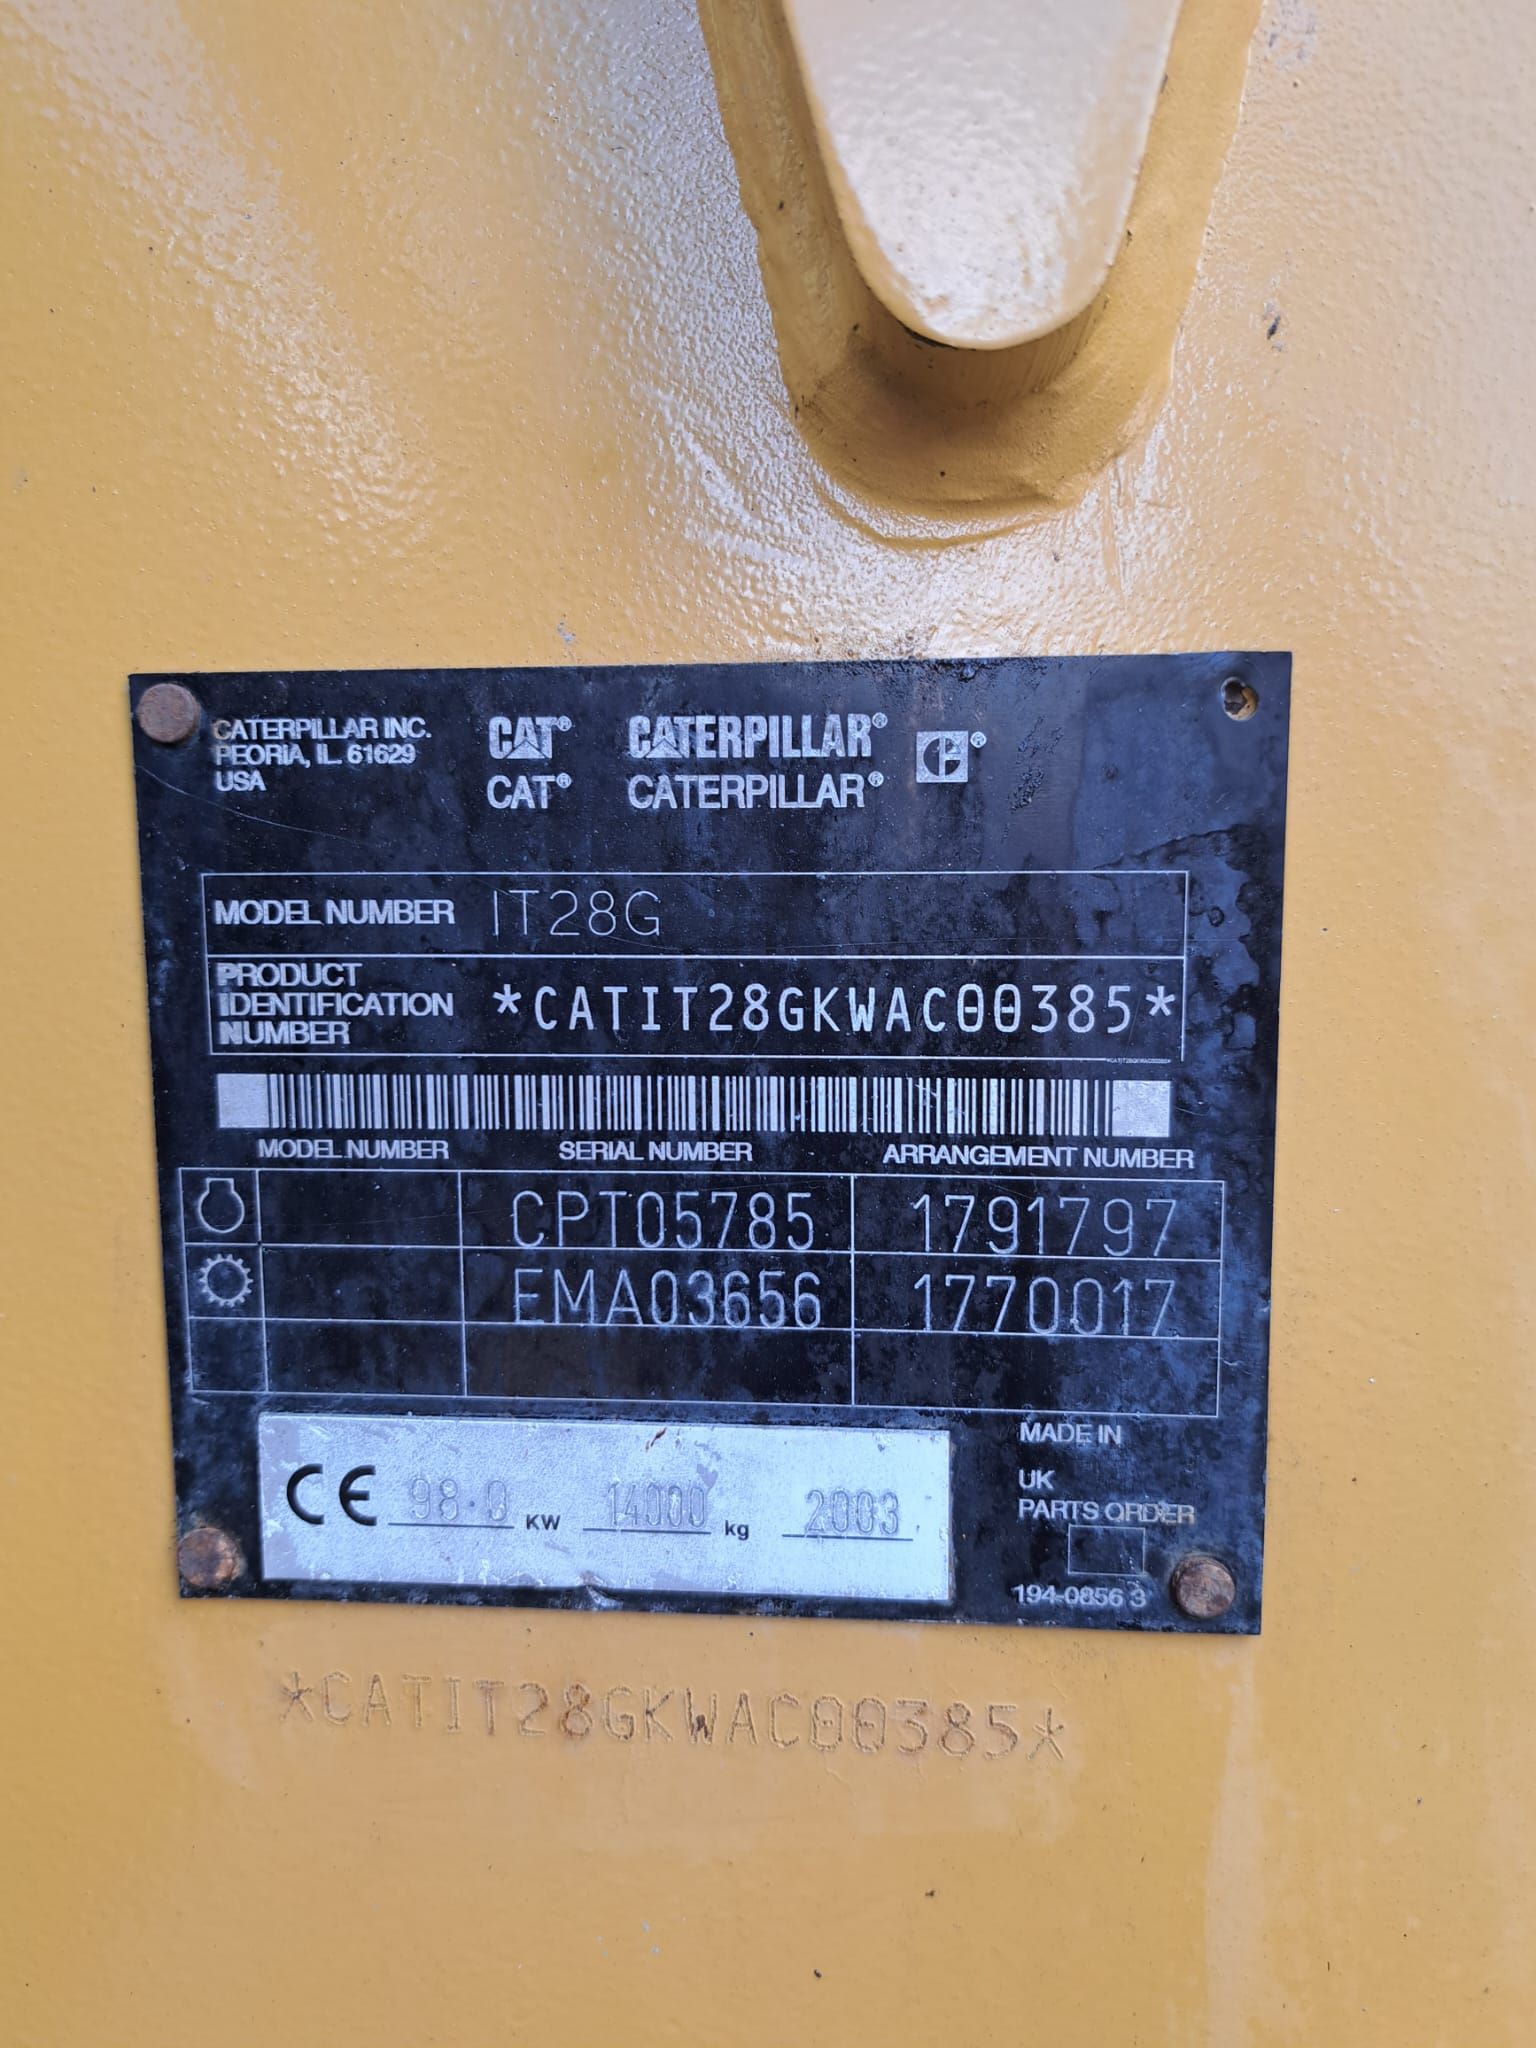 CATERPILLAR INC.
PEORIA, IL. 61629
USA
CAT® CATERPILLAR® ®
CAT® CATERPILLAR®
MODEL NUMBER IT28G
PRODUCT
IDENTIFICATION
NUMBER
*CATIT28GKWAC00385*
*CATIT28GKWAC00385*
MODEL NUMBER SERIAL NUMBER ARRANGEMENT NUMBER
CPT05785 1791797
EMA03656 1770017
CE 98.0 KW 14000 kg 2003
MADE IN
UK
PARTS ORDER
194-0856 3
*CATIT28GKWAC00385*